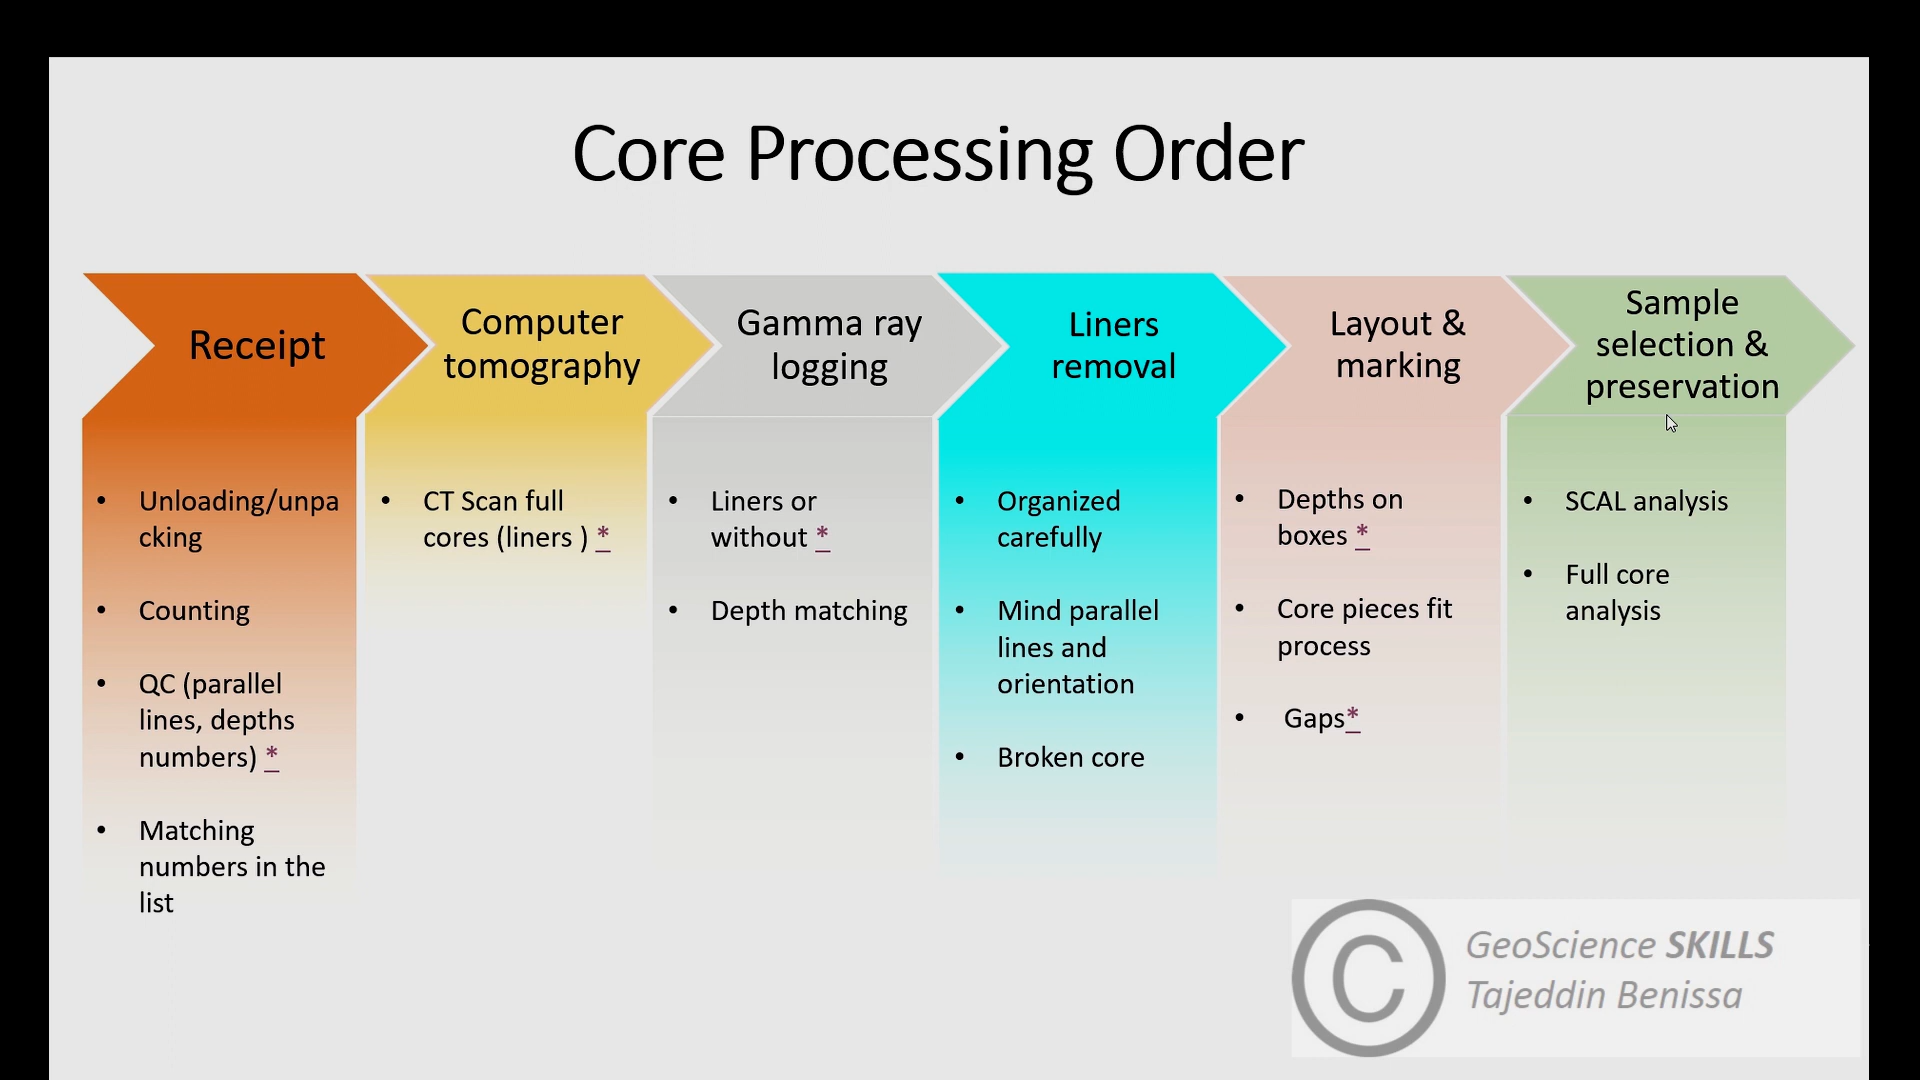 Core Processing Order
Receipt
Computer
tomography
Gamma ray
logging
Liners
removal
Layout &
marking
Sample
selection &
preservation
• Unloading/unpa
cking
• Counting
• QC (parallel
lines, depths
numbers) *
• Matching
numbers in the
list
• CT Scan full
cores (liners ) *
• Liners or
without *
• Depth matching
• Organized
carefully
• Mind parallel
lines and
orientation
• Broken core
• Depths on
boxes *
• Core pieces fit
process
• Gaps*
• SCAL analysis
• Full core
analysis
© GeoScience SKILLS
Tajeddin Benissa